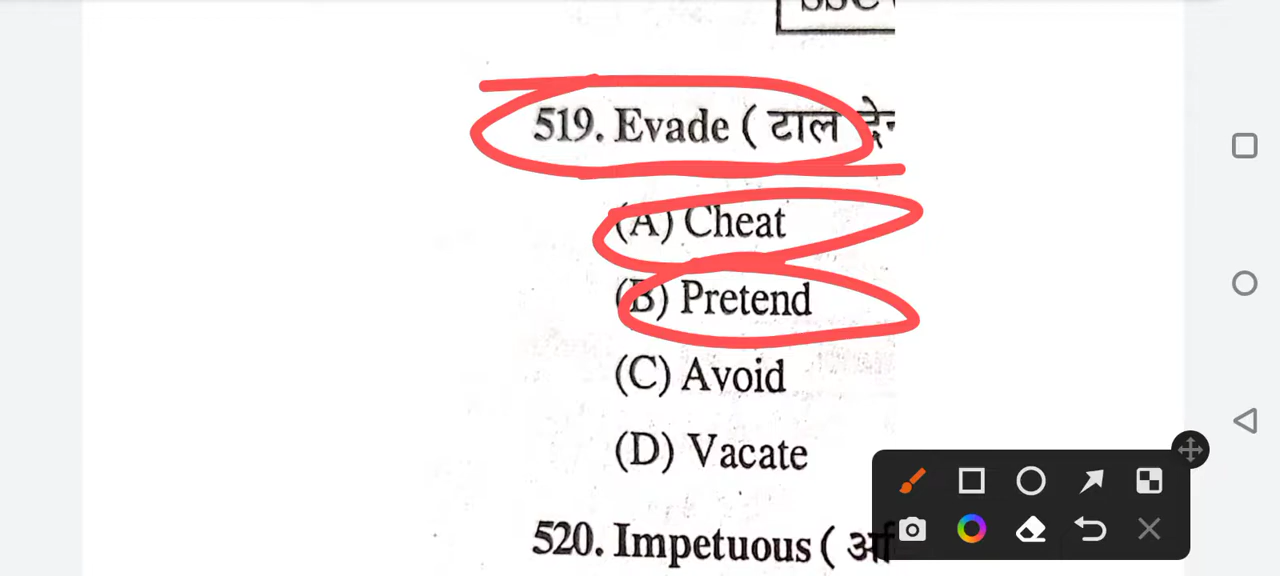 519. Evade ( टाल
(A) Cheat
(B) Pretend
(C) Avoid
(D) Vacate
520. Impetuous (